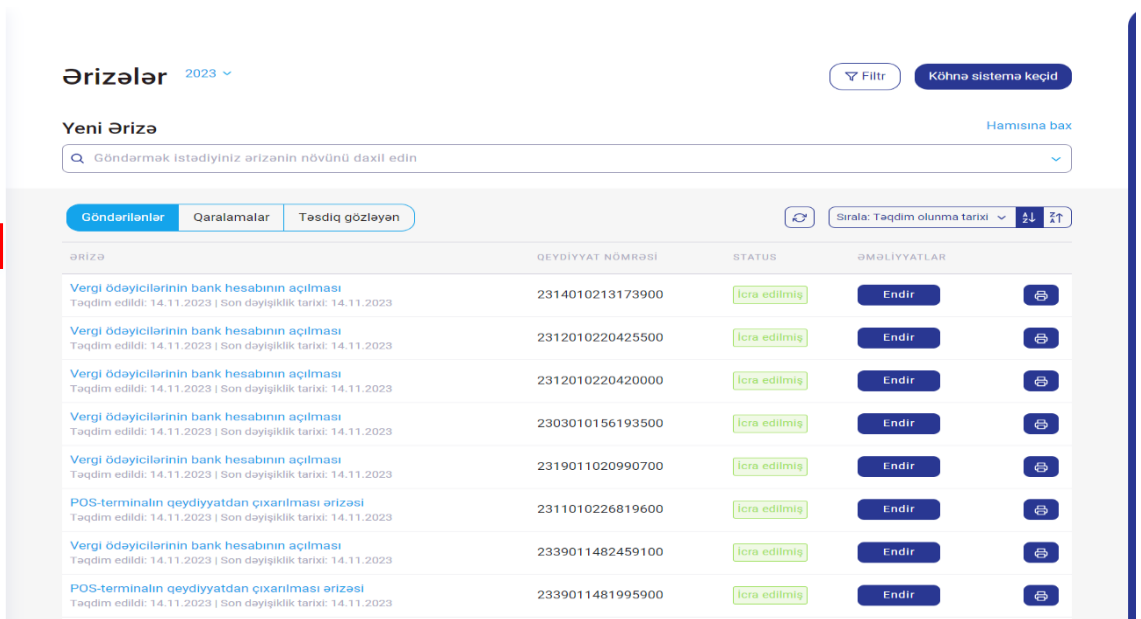 Ərizələr 2023
Filtr
Köhnə sistemə keçid
Yeni Ərizə
Hamısına bax
Göndərmək istədiyiniz ərizənin növünü daxil edin
Göndərilənlər Qaralamalar Təsdiq gözləyən
Sırala: Təqdim olunma tarixi
ƏRİZƏ QEYDİYYAT NÖMRƏSİ STATUS ƏMƏLİYYATLAR
Vergi ödəyicilərinin bank hesabının açılması
Təqdim edildi: 14.11.2023 | Son dəyişiklik tarixi: 14.11.2023
2314010213173900 İcra edilmiş Endir
Vergi ödəyicilərinin bank hesabının açılması
Təqdim edildi: 14.11.2023 | Son dəyişiklik tarixi: 14.11.2023
2312010220425500 İcra edilmiş Endir
Vergi ödəyicilərinin bank hesabının açılması
Təqdim edildi: 14.11.2023 | Son dəyişiklik tarixi: 14.11.2023
2312010220420000 İcra edilmiş Endir
Vergi ödəyicilərinin bank hesabının açılması
Təqdim edildi: 14.11.2023 | Son dəyişiklik tarixi: 14.11.2023
2303010156193500 İcra edilmiş Endir
Vergi ödəyicilərinin bank hesabının açılması
Təqdim edildi: 14.11.2023 | Son dəyişiklik tarixi: 14.11.2023
2319011020990700 İcra edilmiş Endir
POS-terminalın qeydiyyatdan çıxarılması ərizəsi
Təqdim edildi: 14.11.2023 | Son dəyişiklik tarixi: 14.11.2023
2311010226819600 İcra edilmiş Endir
Vergi ödəyicilərinin bank hesabının açılması
Təqdim edildi: 14.11.2023 | Son dəyişiklik tarixi: 14.11.2023
2339011482459100 İcra edilmiş Endir
POS-terminalın qeydiyyatdan çıxarılması ərizəsi
Təqdim edildi: 14.11.2023 | Son dəyişiklik tarixi: 14.11.2023
2339011481995900 İcra edilmiş Endir